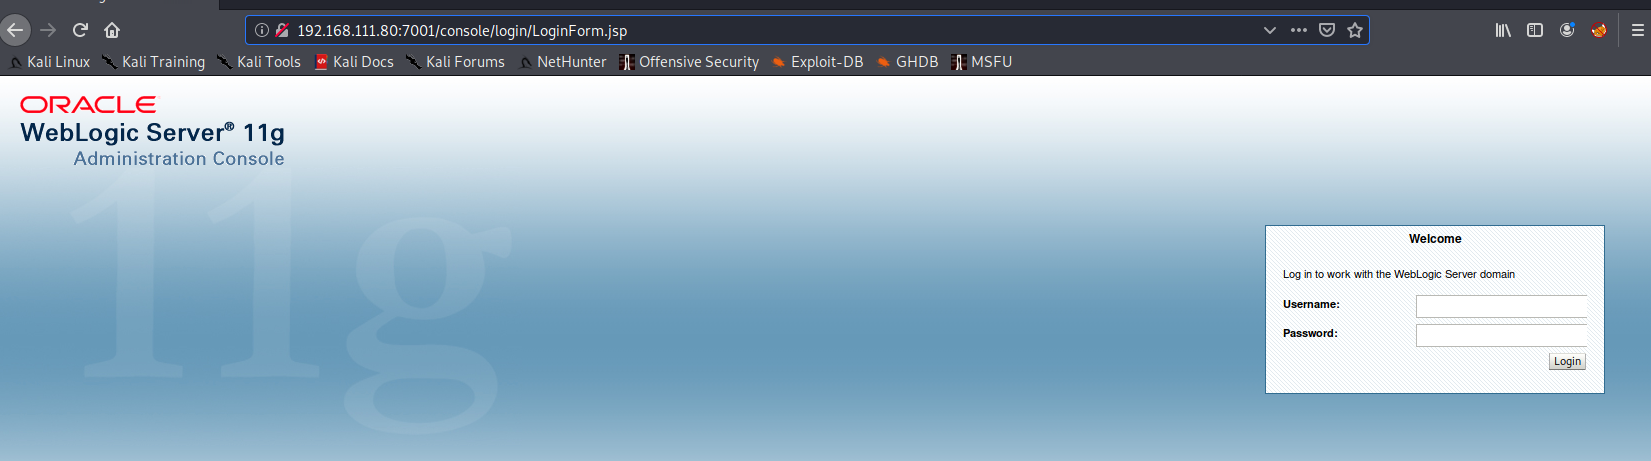 192.168.111.80:7001/console/login/LoginForm.jsp
Kali Linux Kali Training Kali Tools Kali Docs Kali Forums NetHunter Offensive Security Exploit-DB GHDB MSFU
ORACLE
WebLogic Server® 11g
Administration Console
11g
Welcome
Log in to work with the WebLogic Server domain
Username:
Password:
Login